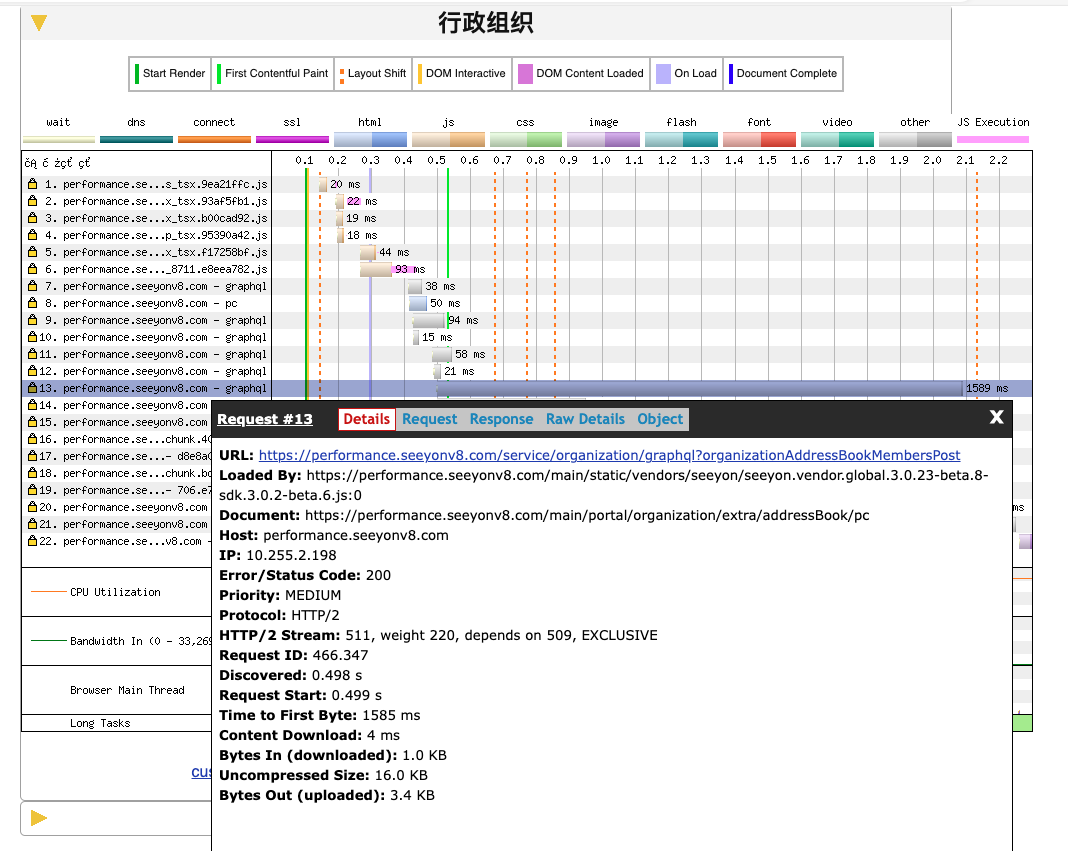 行政组织
Start Render
First Contentful Paint
Layout Shift
DOM Interactive
DOM Content Loaded
On Load
Document Complete
wait dns connect ssl html js css image flash font video other JS Execution
0.1 0.2 0.3 0.4 0.5 0.6 0.7 0.8 0.9 1.0 1.1 1.2 1.3 1.4 1.5 1.6 1.7 1.8 1.9 2.0 2.1 2.2
1. performance.se...s_tsx.9ea21ffc.js 20 ms
2. performance.se...x_tsx.93af5fb1.js 22 ms
3. performance.se...x_tsx.b00cad92.js 19 ms
4. performance.se...p_tsx.95390a42.js 18 ms
5. performance.se...x_tsx.f17258bf.js 44 ms
6. performance.se..._8711.e8eea782.js 93 ms
7. performance.seeyonv8.com - graphql 38 ms
8. performance.seeyonv8.com - pc 50 ms
9. performance.seeyonv8.com - graphql 94 ms
10. performance.seeyonv8.com - graphql 15 ms
11. performance.seeyonv8.com - graphql 58 ms
12. performance.seeyonv8.com - graphql 21 ms
13. performance.seeyonv8.com - graphql 1589 ms
14. performance.seeyonv8.com
15. performance.seeyonv8.com
16. performance.se...chunk.4
17. performance.se...- d8e8a
18. performance.se...chunk.b
19. performance.se...- 706.e7
20. performance.seeyonv8.com ms
21. performance.seeyonv8.com
22. performance.se...v8.com -
CPU Utilization
Bandwidth In (0 - 33,269
Browser Main Thread
Long Tasks
cus
Request #13 Details Request Response Raw Details Object X
URL: https://performance.seeyonv8.com/service/organization/graphql?organizationAddressBookMembersPost
Loaded By: https://performance.seeyonv8.com/main/static/vendors/seeyon/seeyon.vendor.global.3.0.23-beta.8-
sdk.3.0.2-beta.6.js:0
Document: https://performance.seeyonv8.com/main/portal/organization/extra/addressBook/pc
Host: performance.seeyonv8.com
IP: 10.255.2.198
Error/Status Code: 200
Priority: MEDIUM
Protocol: HTTP/2
HTTP/2 Stream: 511, weight 220, depends on 509, EXCLUSIVE
Request ID: 466.347
Discovered: 0.498 s
Request Start: 0.499 s
Time to First Byte: 1585 ms
Content Download: 4 ms
Bytes In (downloaded): 1.0 KB
Uncompressed Size: 16.0 KB
Bytes Out (uploaded): 3.4 KB